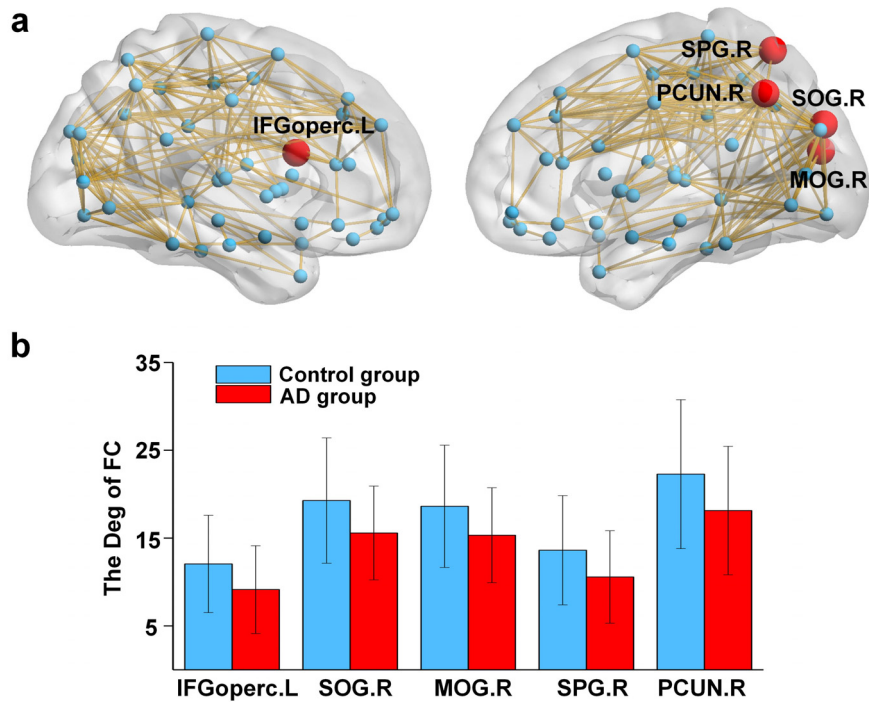 a
SPG.R
PCUN.R
SOG.R
IFGoperc.L
MOG.R
b
35
25
15
5
The Deg of FC
Control group
AD group
IFGoperc.L SOG.R MOG.R SPG.R PCUN.R